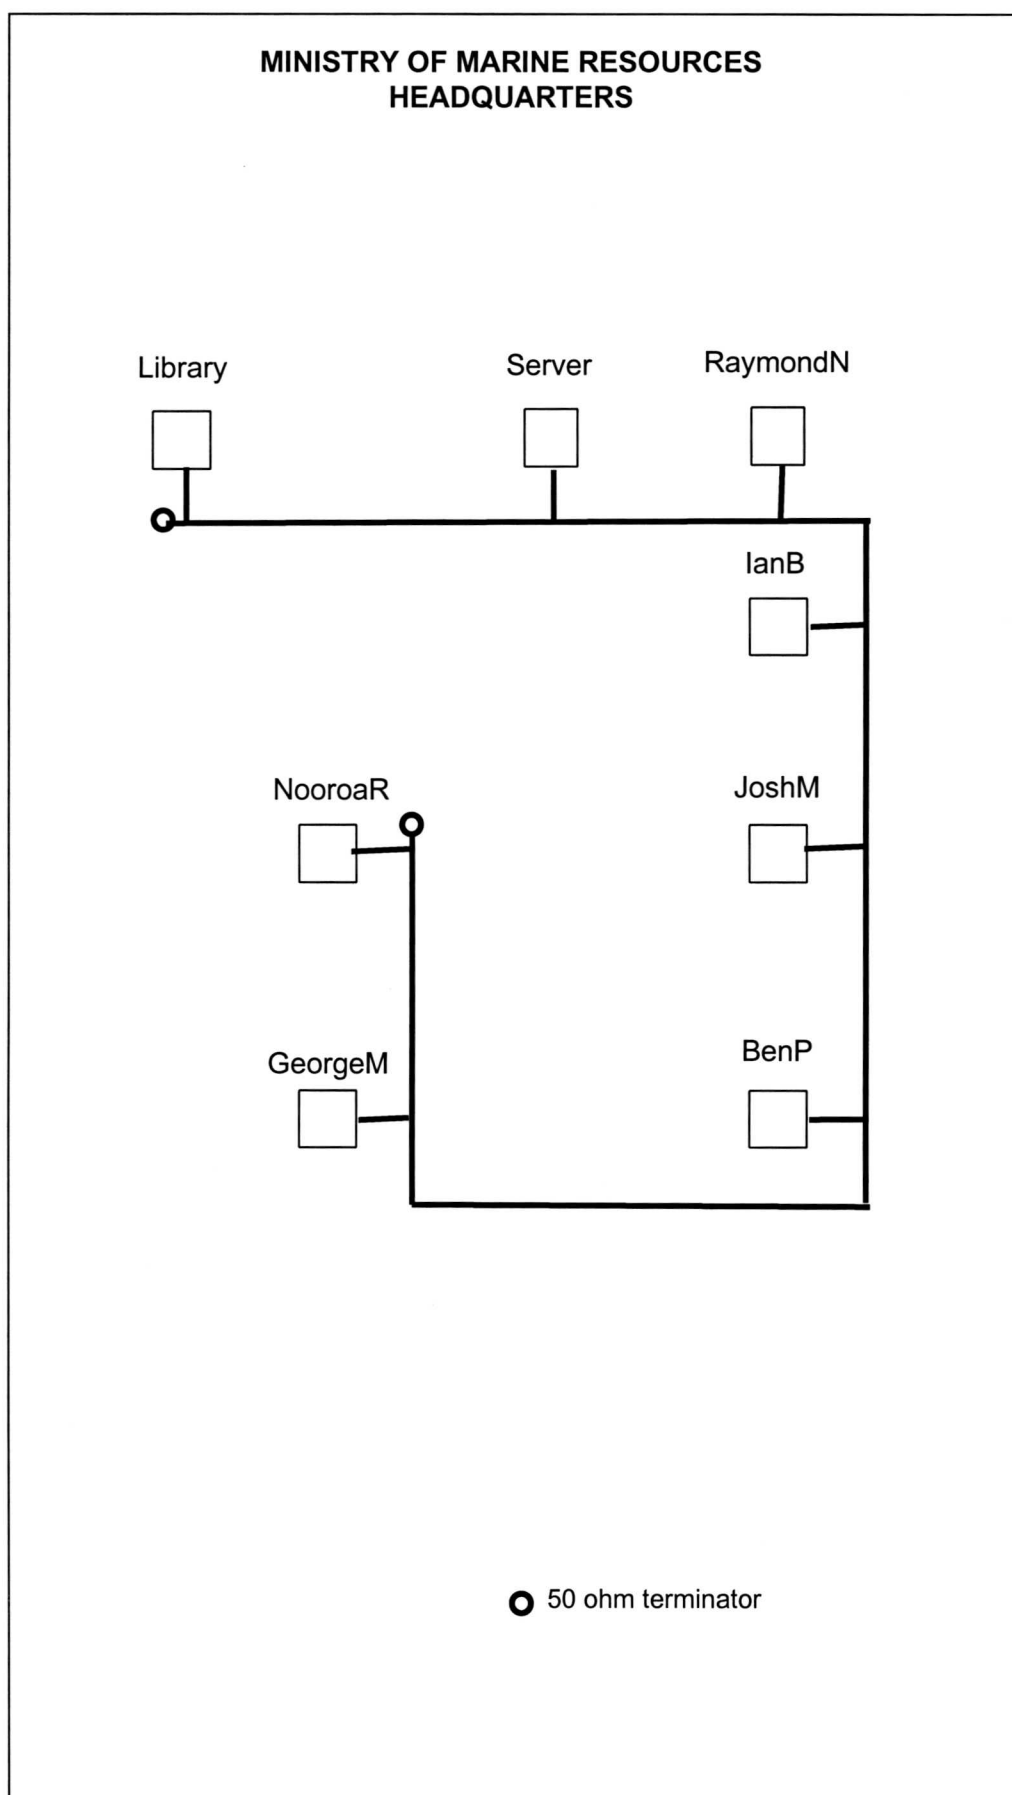 MINISTRY OF MARINE RESOURCES
HEADQUARTERS
Library
Server
RaymondN
IanB
NooroaR
JoshM
GeorgeM
BenP
50 ohm terminator